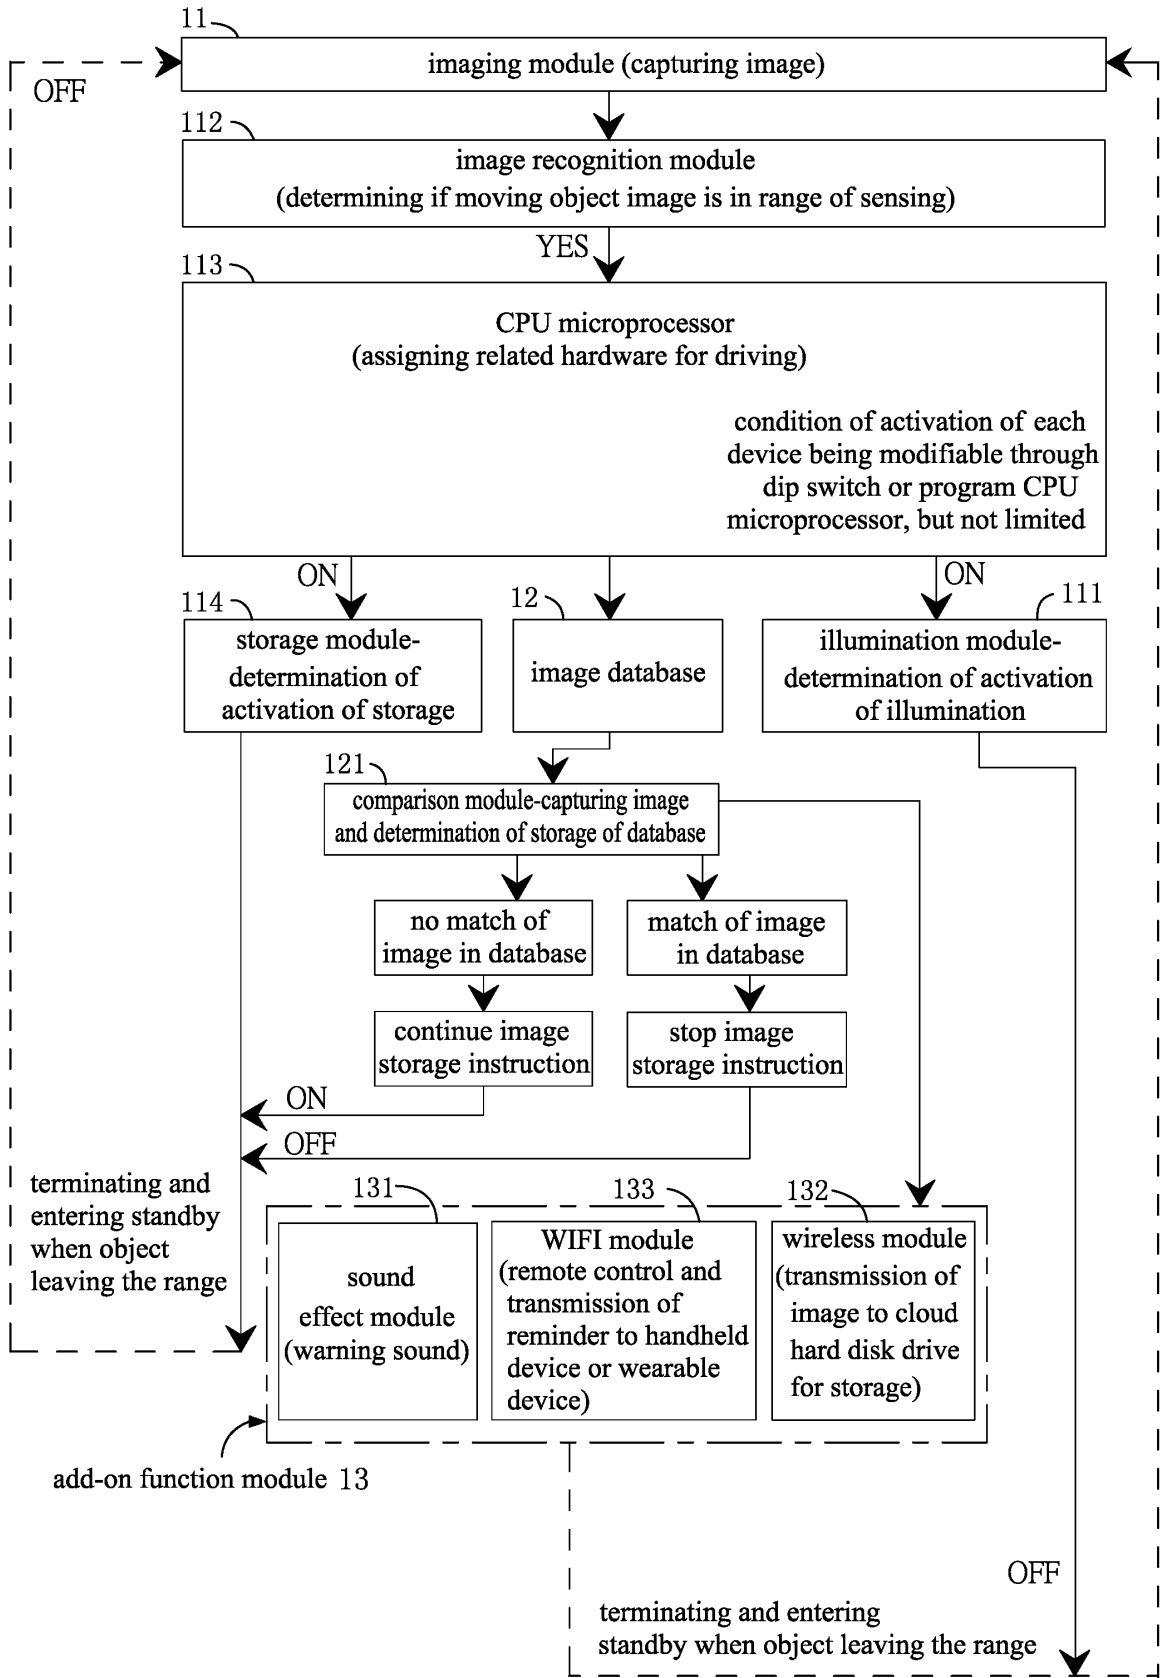 11
imaging module (capturing image)
OFF
112
image recognition module
(determining if moving object image is in range of sensing)
YES
113
CPU microprocessor
(assigning related hardware for driving)
condition of activation of each
device being modifiable through
dip switch or program CPU
microprocessor, but not limited
ON
ON
114
storage module-
determination of
activation of storage
12
image database
111
illumination module-
determination of activation
of illumination
121
comparison module-capturing image
and determination of storage of database
no match of
image in database
match of image
in database
continue image
storage instruction
stop image
storage instruction
ON
OFF
terminating and
entering standby
when object
leaving the range
131
sound
effect module
(warning sound)
133
WIFI module
(remote control and
transmission of
reminder to handheld
device or wearable
device)
132
wireless module
(transmission of
image to cloud
hard disk drive
for storage)
add-on function module 13
OFF
terminating and entering
standby when object leaving the range